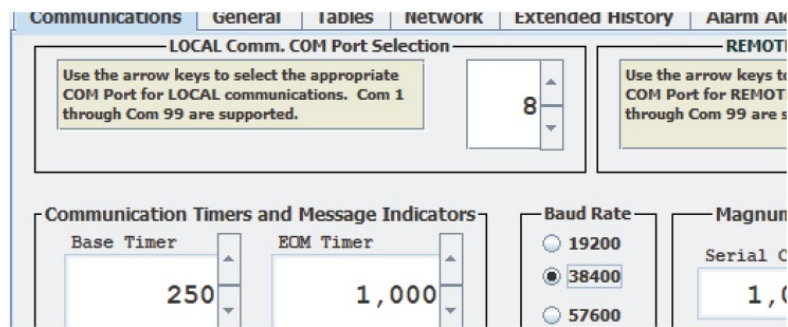 Communications General Tables Network Extended History Alarm
LOCAL Comm. COM Port Selection
Use the arrow keys to select the appropriate
COM Port for LOCAL communications. Com 1
through Com 99 are supported.
8
Use the arrow keys
COM Port for
through Com 99 are
Communication Timers and Message Indicators
Base Timer
250
EOM Timer
1,000
Baud Rate
19200
38400
57600
Serial